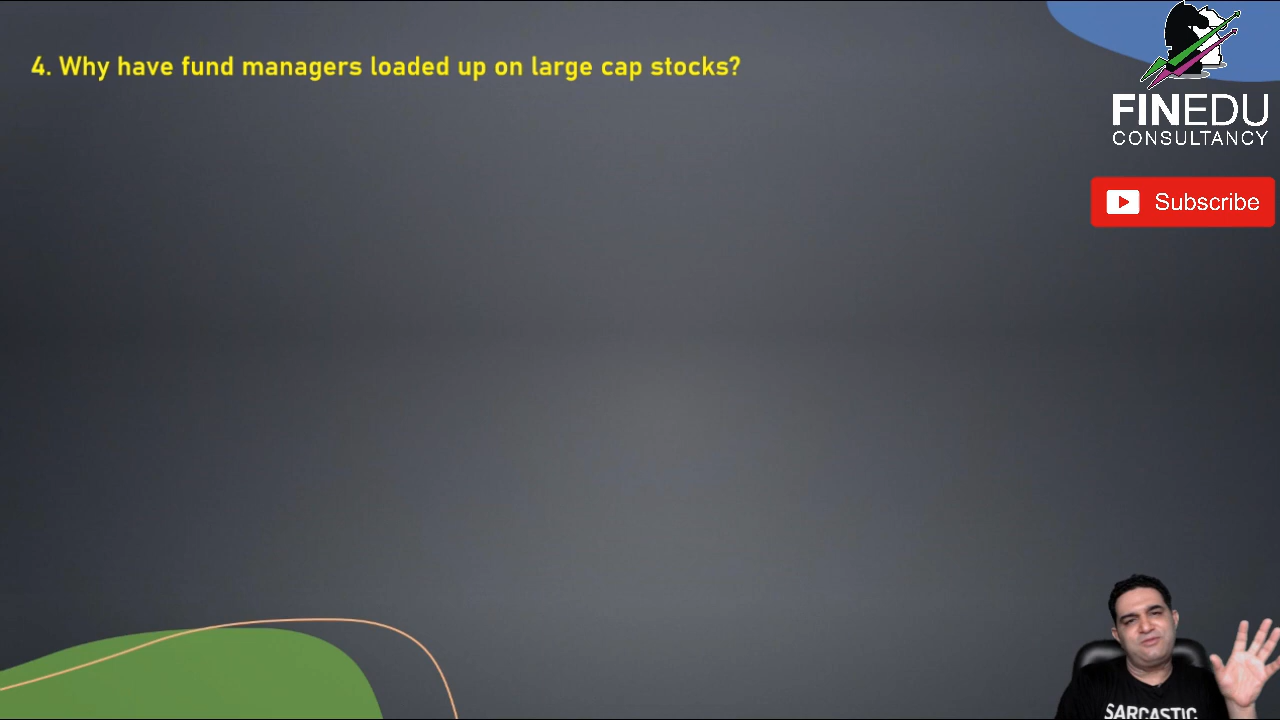 4. Why have fund managers loaded up on large cap stocks?
FINEDU
CONSULTANCY
Subscribe
SARCASTIC